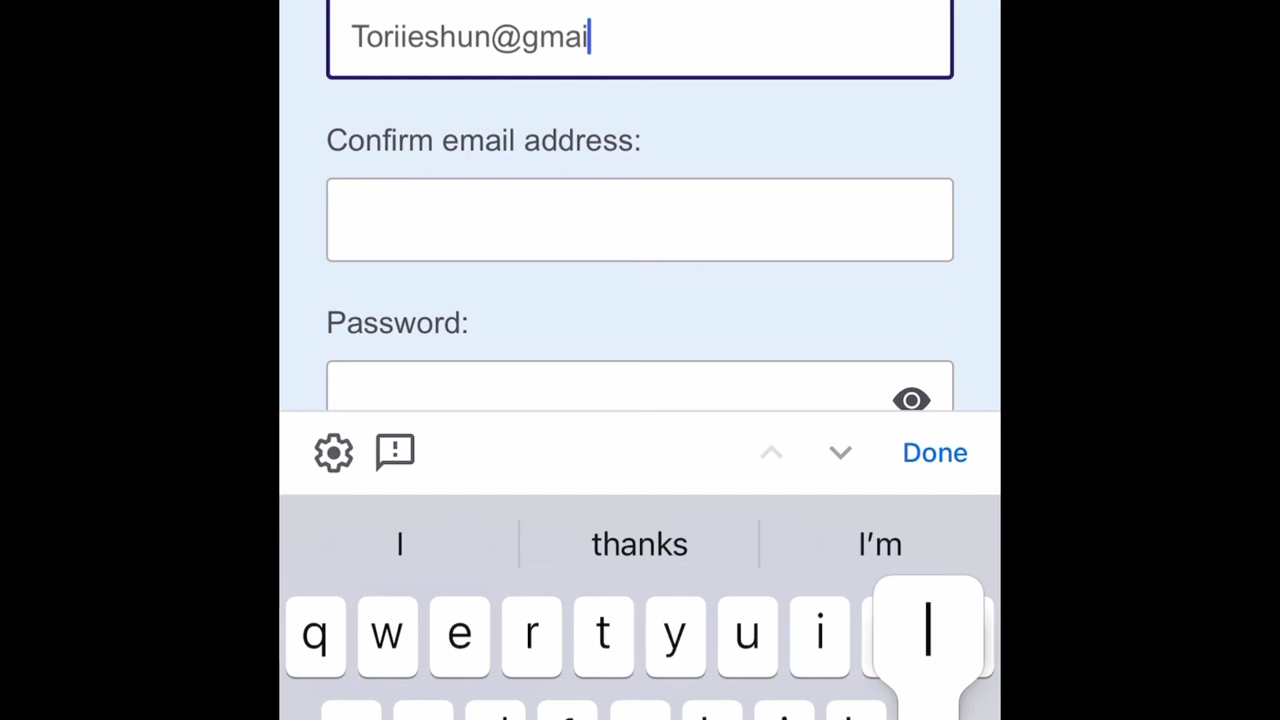 Toriieshun@gmai
Confirm email address:
Password:
Done
I thanks I’m
q w e r t y u i l